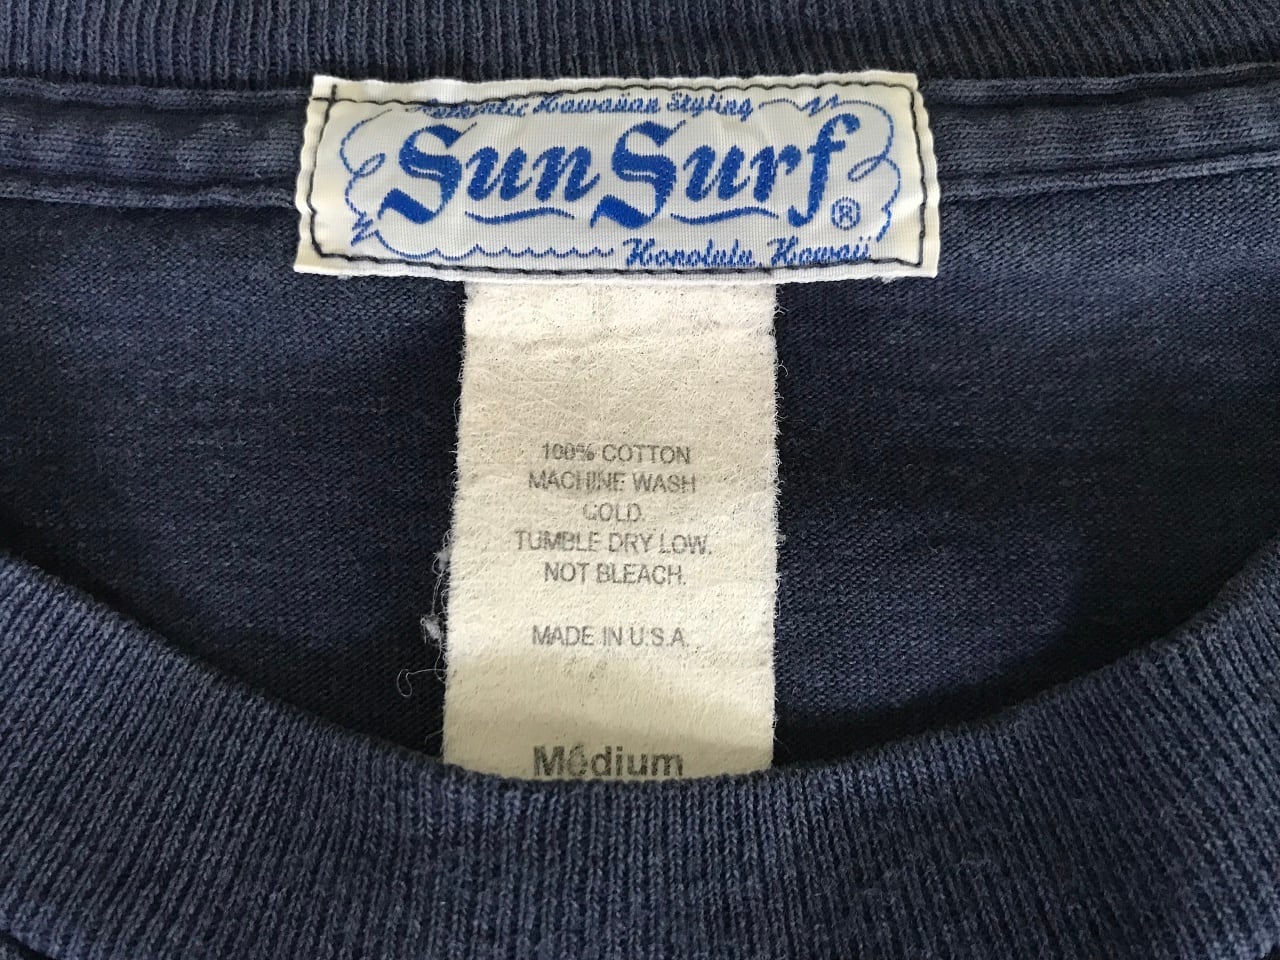 Authentic Hawaiian Styling
Sun Surf®
Honolulu, Hawaii
100% COTTON
MACHINE WASH
COLD.
TUMBLE DRY LOW.
NOT BLEACH.
MADE IN U.S.A.
Medium